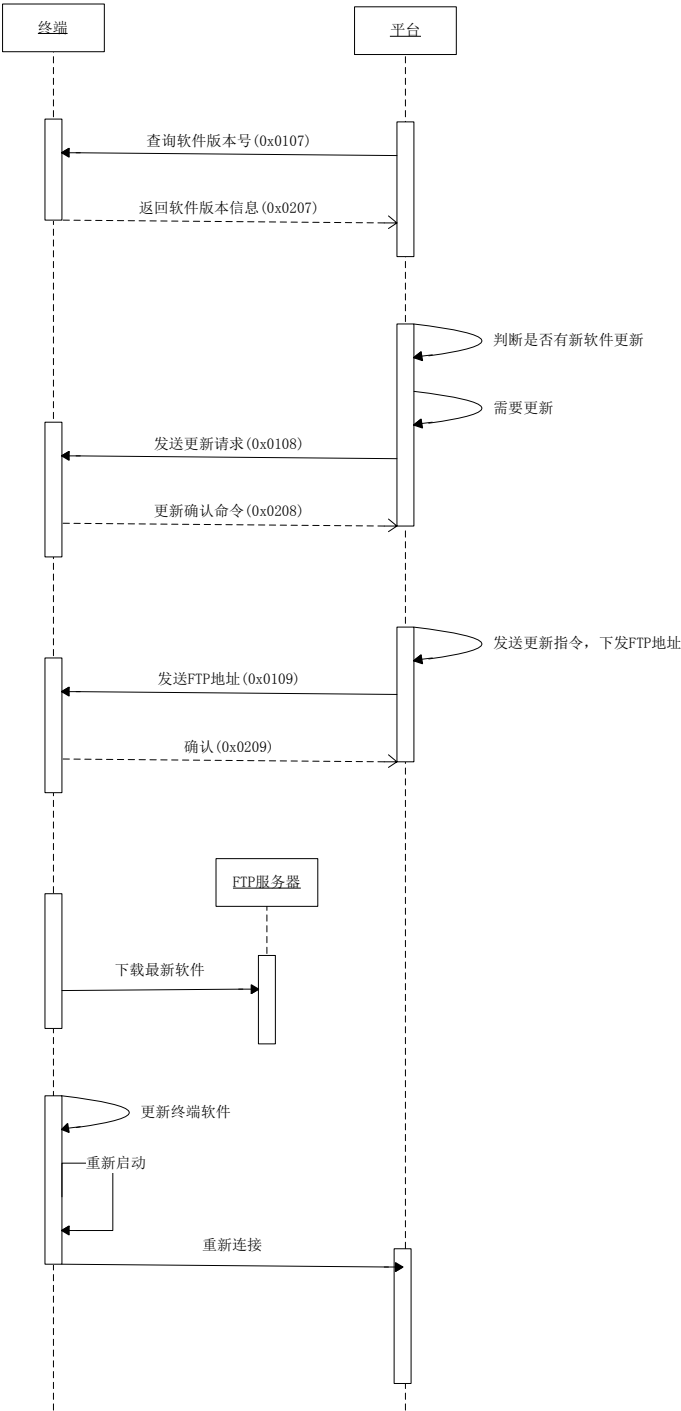 终端
平台
查询软件版本号(0x0107)
返回软件版本信息(0x0207)
判断是否有新软件更新
需要更新
发送更新请求(0x0108)
更新确认命令(0x0208)
发送更新指令，下发FTP地址
发送FTP地址(0x0109)
确认(0x0209)
FTP服务器
下载最新软件
更新终端软件
重新启动
重新连接